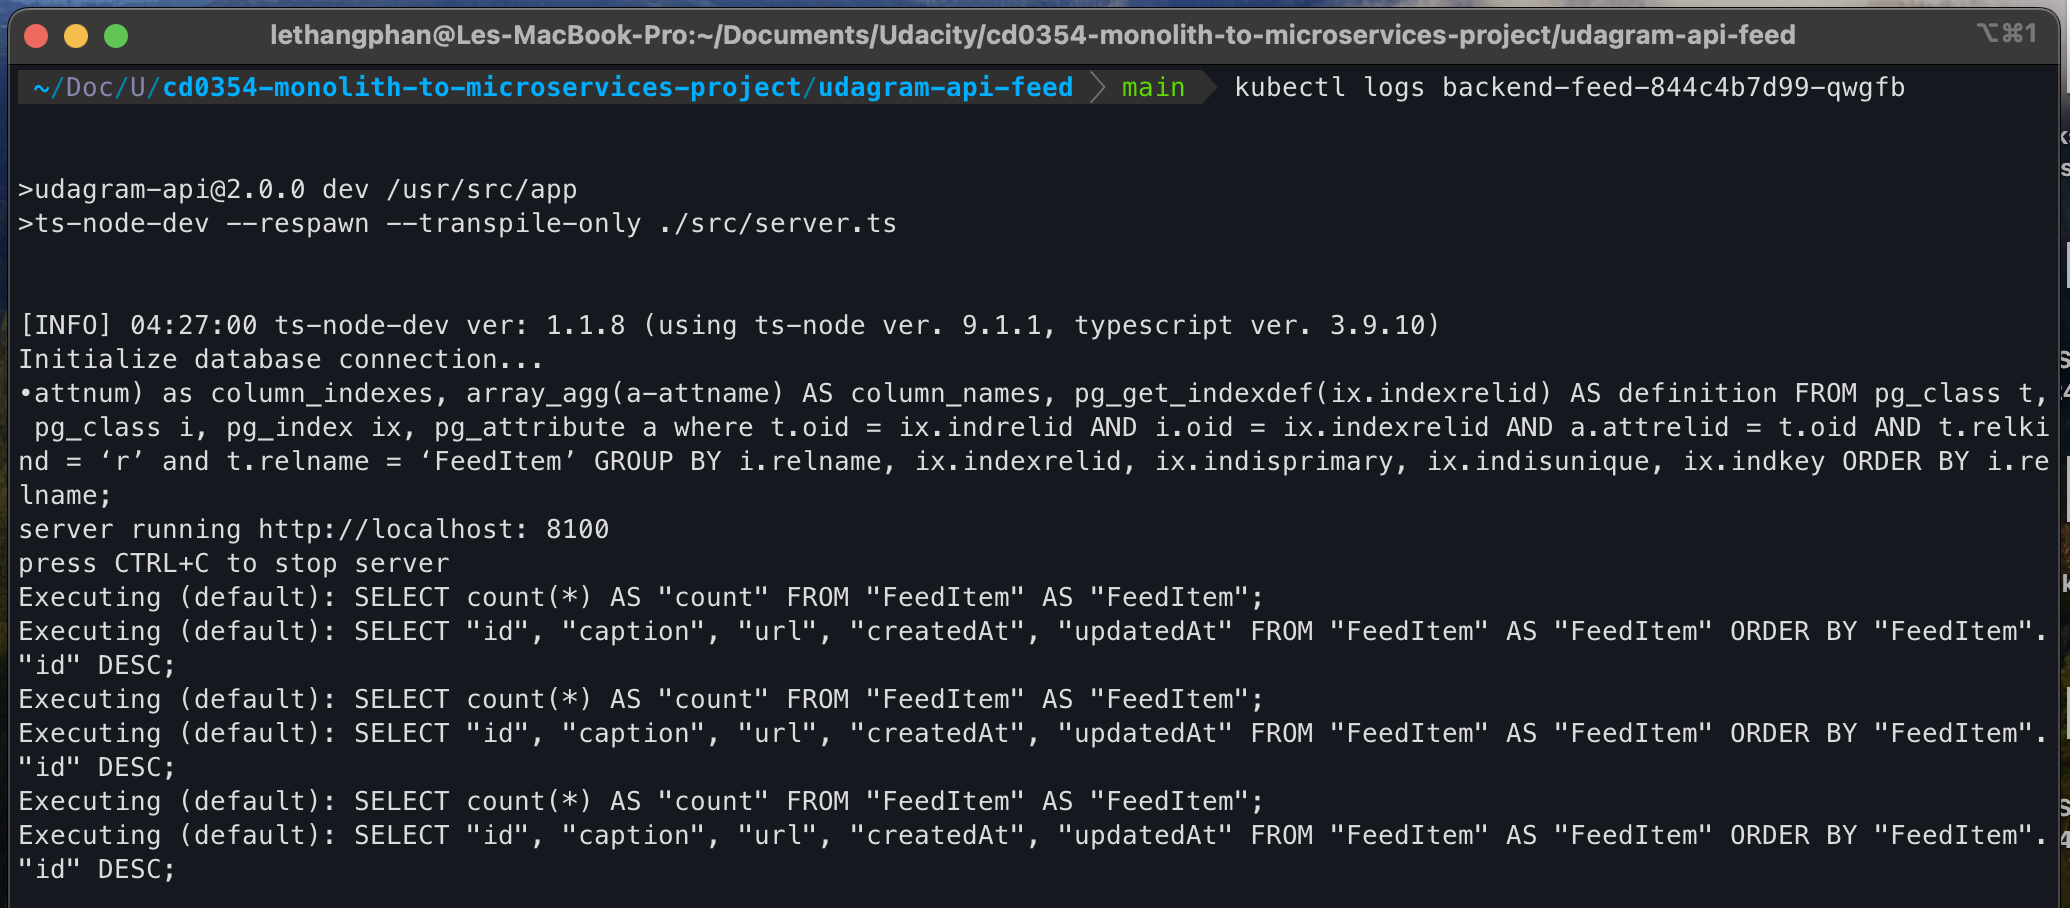 lethangphan@Les-MacBook-Pro:~/Documents/Udacity/cd0354-monolith-to-microservices-project/udagram-api-feed ⌥⌘1
~/Doc/U/cd0354-monolith-to-microservices-project/udagram-api-feed main kubectl logs backend-feed-844c4b7d99-qwgfb
>udagram-api@2.0.0 dev /usr/src/app
>ts-node-dev --respawn --transpile-only ./src/server.ts
[INFO] 04:27:00 ts-node-dev ver: 1.1.8 (using ts-node ver. 9.1.1, typescript ver. 3.9.10)
Initialize database connection...
•attnum) as column_indexes, array_agg(a-attname) AS column_names, pg_get_indexdef(ix.indexrelid) AS definition FROM pg_class t,
pg_class i, pg_index ix, pg_attribute a where t.oid = ix.indrelid AND i.oid = ix.indexrelid AND a.attrelid = t.oid AND t.relki
nd = ‘r’ and t.relname = ‘FeedItem’ GROUP BY i.relname, ix.indexrelid, ix.indisprimary, ix.indisunique, ix.indkey ORDER BY i.re
lname;
server running http://localhost: 8100
press CTRL+C to stop server
Executing (default): SELECT count(*) AS "count" FROM "FeedItem" AS "FeedItem";
Executing (default): SELECT "id", "caption", "url", "createdAt", "updatedAt" FROM "FeedItem" AS "FeedItem" ORDER BY "FeedItem".
"id" DESC;
Executing (default): SELECT count(*) AS "count" FROM "FeedItem" AS "FeedItem";
Executing (default): SELECT "id", "caption", "url", "createdAt", "updatedAt" FROM "FeedItem" AS "FeedItem" ORDER BY "FeedItem".
"id" DESC;
Executing (default): SELECT count(*) AS "count" FROM "FeedItem" AS "FeedItem";
Executing (default): SELECT "id", "caption", "url", "createdAt", "updatedAt" FROM "FeedItem" AS "FeedItem" ORDER BY "FeedItem".
"id" DESC;